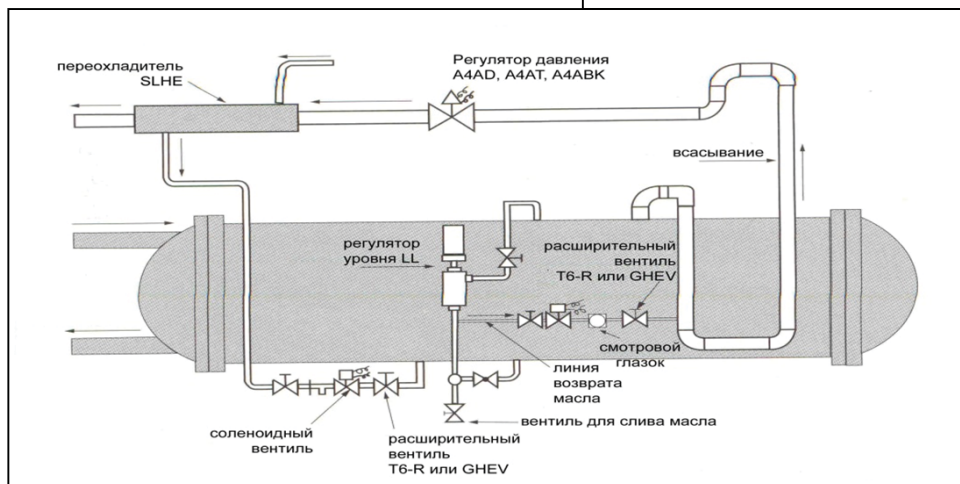 переохладитель
SLHE
Регулятор давления
A4AD, A4AT, A4ABK
всасывание
регулятор
уровня LL
расширительный
вентиль
T6-R или GHEV
смотровой
глазок
линия
возврата
масла
вентиль для слива масла
соленоидный
вентиль
расширительный
вентиль
T6-R или GHEV